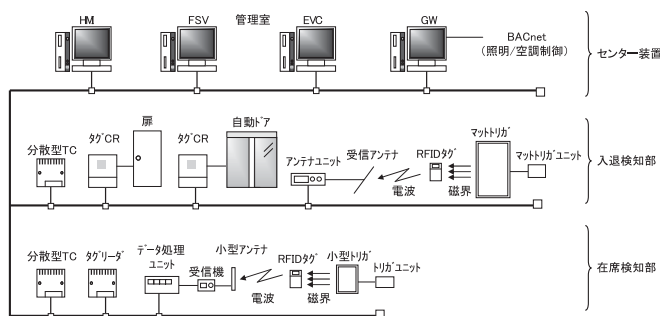 HMI
FSV
管理室
EVC
GW
BACnet
(照明/空調制御)
センター装置
分散型TC
タグCR
扉
タグCR
自動ドア
アンテナユニット
受信アンテナ
電波
RFIDタグ
磁界
マットトリガ
マットトリガユニット
入退検知部
分散型TC
タグリーダ
データ処理
ユニット
受信機
小型アンテナ
電波
RFIDタグ
磁界
小型トリガ
トリガユニット
在席検知部